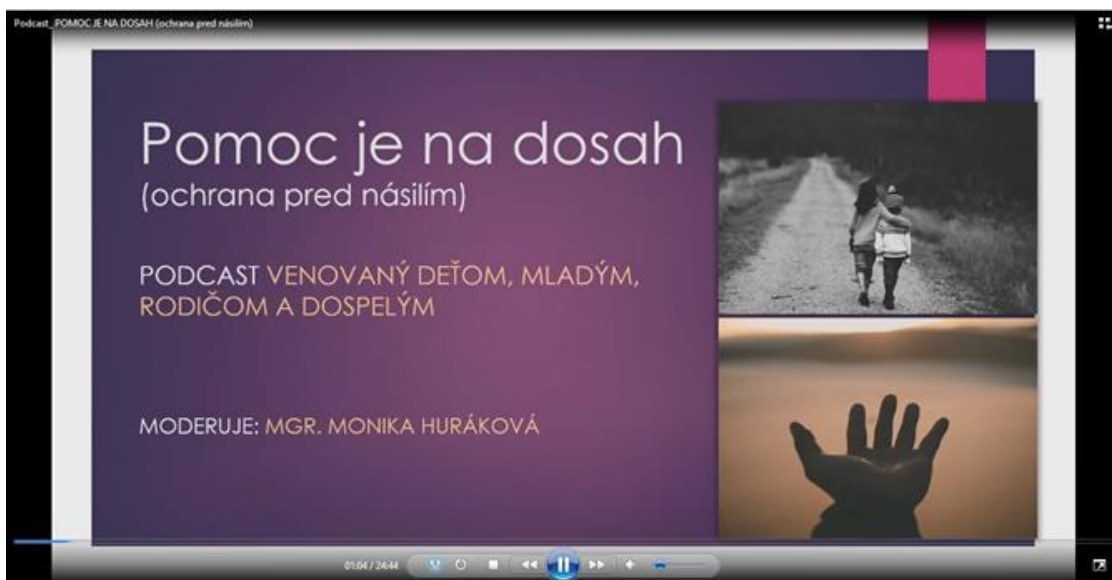 Podcast_POMOC JE NA DOSAH (ochrana pred násilím)
Pomoc je na dosah
(ochrana pred násilím)
PODCAST VENOVANÝ DEŤOM, MLADÝM,
RODIČOM A DOSPELÝM
MODERUJE: MGR. MONIKA HURÁKOVÁ
01:04 / 24:44